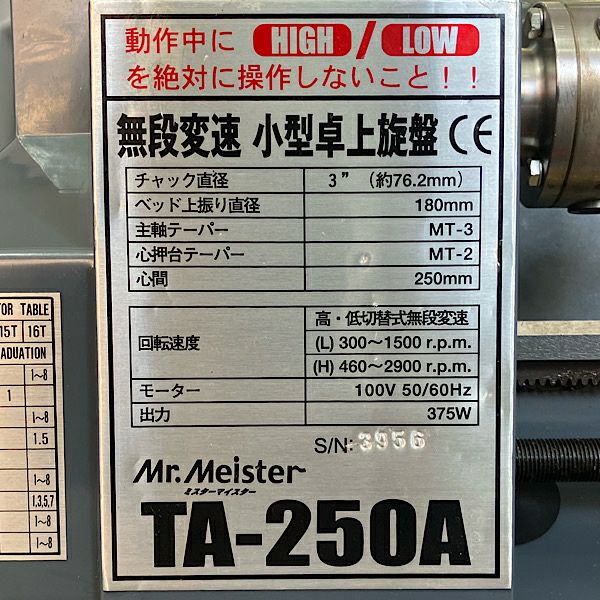 動作中に HIGH / LOW
を絶対に操作しないこと！！
無段変速 小型卓上旋盤 CE
チャック直径 3” (約76.2mm)
ベッド上振り直径 180mm
主軸テーパー MT-3
心押台テーパー MT-2
心間 250mm
高・低切替式無段変速
回転速度 (L) 300～1500 r.p.m.
(H) 460～2900 r.p.m.
モーター 100V 50/60Hz
出力 375W
S/N: 3956
Mr.Meister
ミスターマイスター
TA-250A
TOR TABLE
15T 16T
ADUATION
1～8
1
1～8
1.5
1～8
1,3,5,7
1～8
1～8